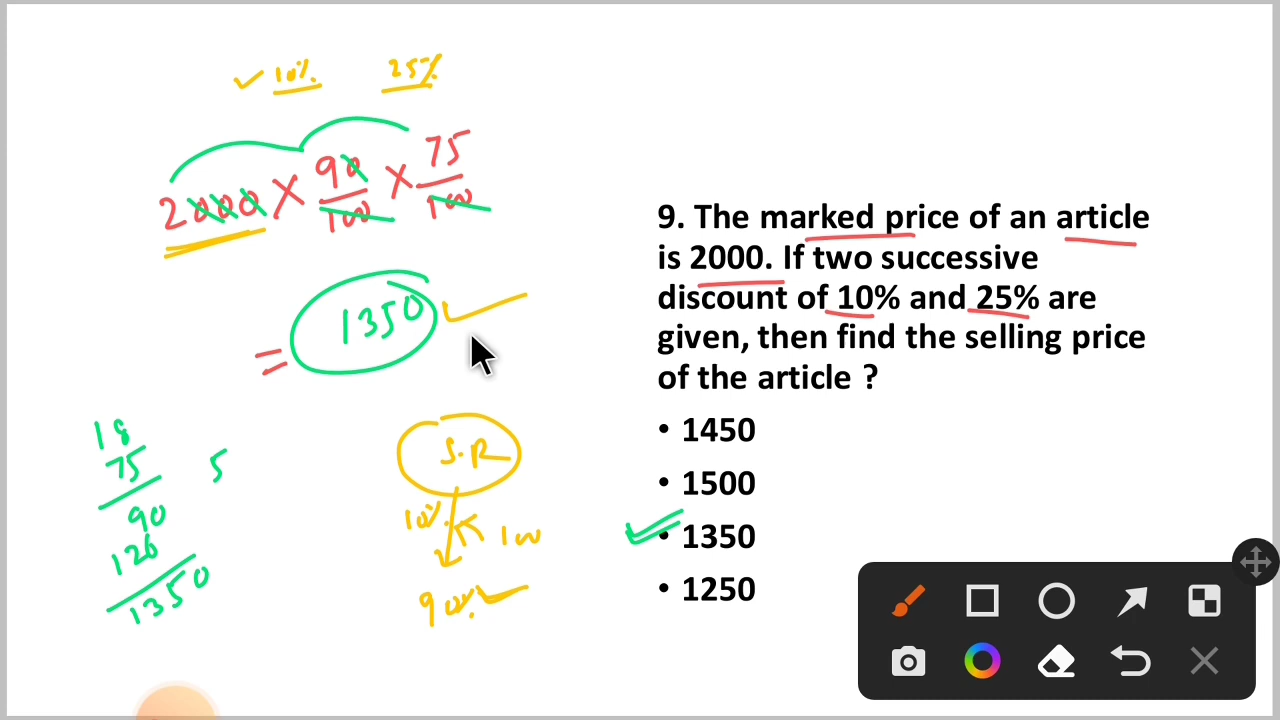 10% 25%
2000 × 90/100 × 75/100
= 1350
18
75 5
90
126
1350
S.R
10% 100
90%
9. The marked price of an article
is 2000. If two successive
discount of 10% and 25% are
given, then find the selling price
of the article ?
• 1450
• 1500
• 1350
• 1250